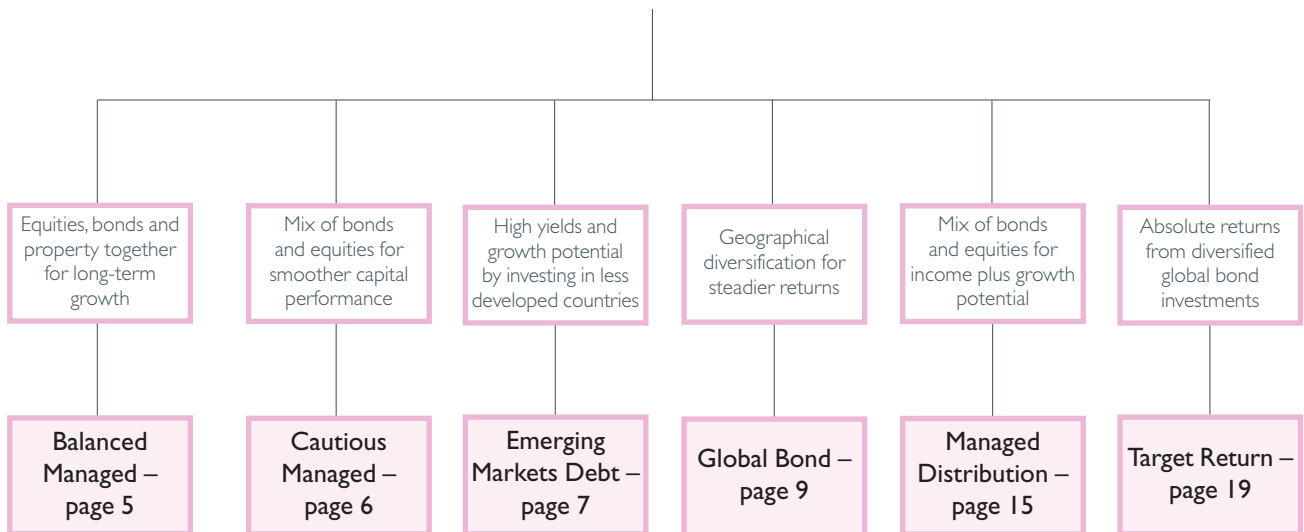 Equities, bonds and
property together
for long-term
growth
Mix of bonds
and equities for
smoother capital
performance
High yields and
growth potential
by investing in less
developed countries
Geographical
diversification for
steadier returns
Mix of bonds
and equities for
income plus growth
potential
Absolute returns
from diversified
global bond
investments
Balanced
Managed –
page 5
Cautious
Managed –
page 6
Emerging
Markets Debt –
page 7
Global Bond –
page 9
Managed
Distribution –
page 15
Target Return –
page 19